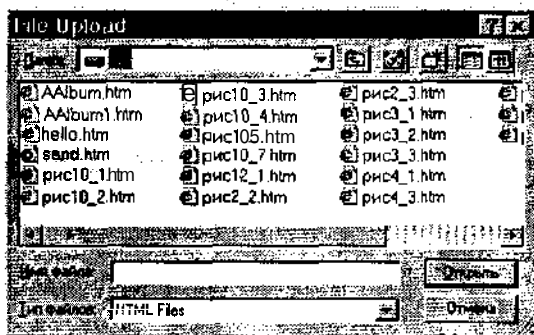 File Upload
Папка:
AAlbum.htm рис10_3.htm рис2_3.htm
AAlbum1.htm рис10_4.htm рис3_1.htm
hello.htm рис105.htm рис3_2.htm
sand.htm рис10_7.htm рис3_3.htm
рис10_1.htm рис12_1.htm рис4_1.htm
рис10_2.htm рис2_2.htm рис4_3.htm
Имя файла: Открыть
Тип файлов: HTML Files Отмена